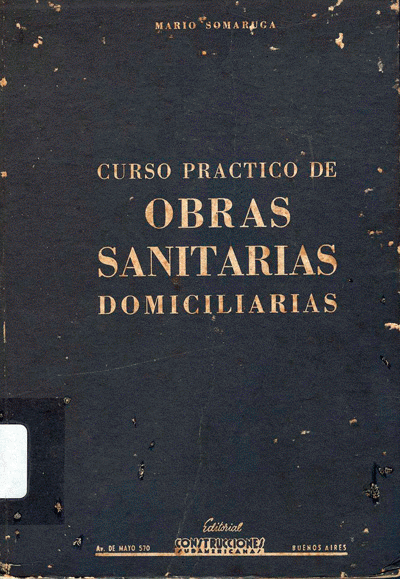 MARIO SOMARUGA
CURSO PRACTICO DE
OBRAS
SANITARIAS
DOMICILIARIAS
Editorial
CONSTRUCCIONES
SUDAMERICANAS
Av. DE MAYO 570
BUENOS AIRES